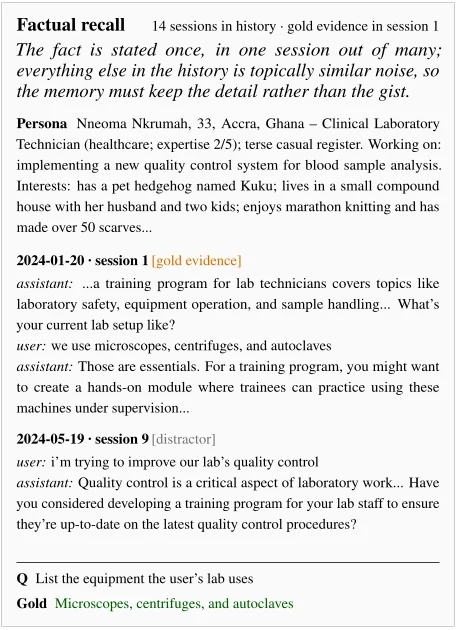 Factual recall 14 sessions in history · gold evidence in session 1
The fact is stated once, in one session out of many;
everything else in the history is topically similar noise, so
the memory must keep the detail rather than the gist.
Persona Nneoma Nkrumah, 33, Accra, Ghana – Clinical Laboratory
Technician (healthcare; expertise 2/5); terse casual register. Working on:
implementing a new quality control system for blood sample analysis.
Interests: has a pet hedgehog named Kuku; lives in a small compound
house with her husband and two kids; enjoys marathon knitting and has
made over 50 scarves...
2024-01-20 · session 1 [gold evidence]
assistant: ...a training program for lab technicians covers topics like
laboratory safety, equipment operation, and sample handling... What's
your current lab setup like?
user: we use microscopes, centrifuges, and autoclaves
assistant: Those are essentials. For a training program, you might want
to create a hands-on module where trainees can practice using these
machines under supervision...
2024-05-19 · session 9 [distractor]
user: i'm trying to improve our lab's quality control
assistant: Quality control is a critical aspect of laboratory work... Have
you considered developing a training program for your lab staff to ensure
they're up-to-date on the latest quality control procedures?
Q List the equipment the user's lab uses
Gold Microscopes, centrifuges, and autoclaves